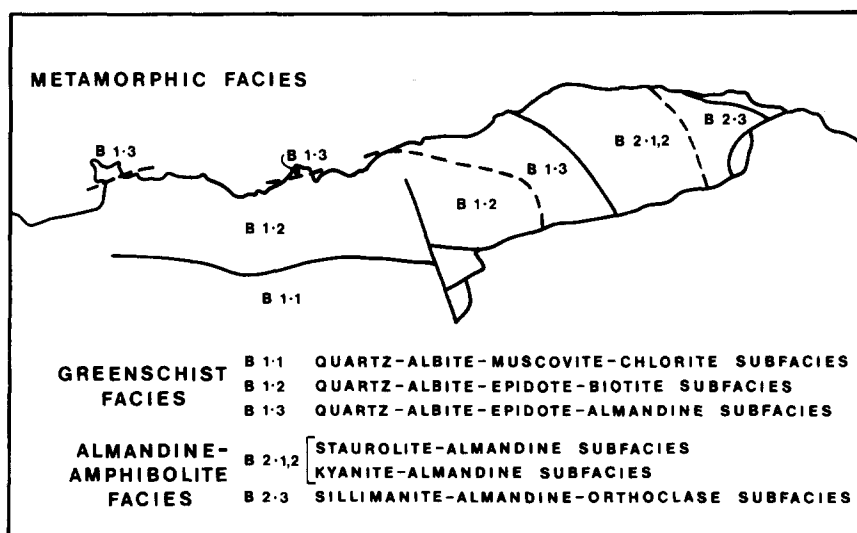 METAMORPHIC FACIES
B 1·3
B 1·3
B 2·3
B 2·1,2
B 1·3
B 1·2
B 1·2
B 1·1
GREENSCHIST FACIES
B 1·1 QUARTZ-ALBITE-MUSCOVITE-CHLORITE SUBFACIES
B 1·2 QUARTZ-ALBITE-EPIDOTE-BIOTITE SUBFACIES
B 1·3 QUARTZ-ALBITE-EPIDOTE-ALMANDINE SUBFACIES
ALMANDINE-AMPHIBOLITE FACIES
B 2·1,2 STAUROLITE-ALMANDINE SUBFACIES
KYANITE-ALMANDINE SUBFACIES
B 2·3 SILLIMANITE-ALMANDINE-ORTHOCLASE SUBFACIES